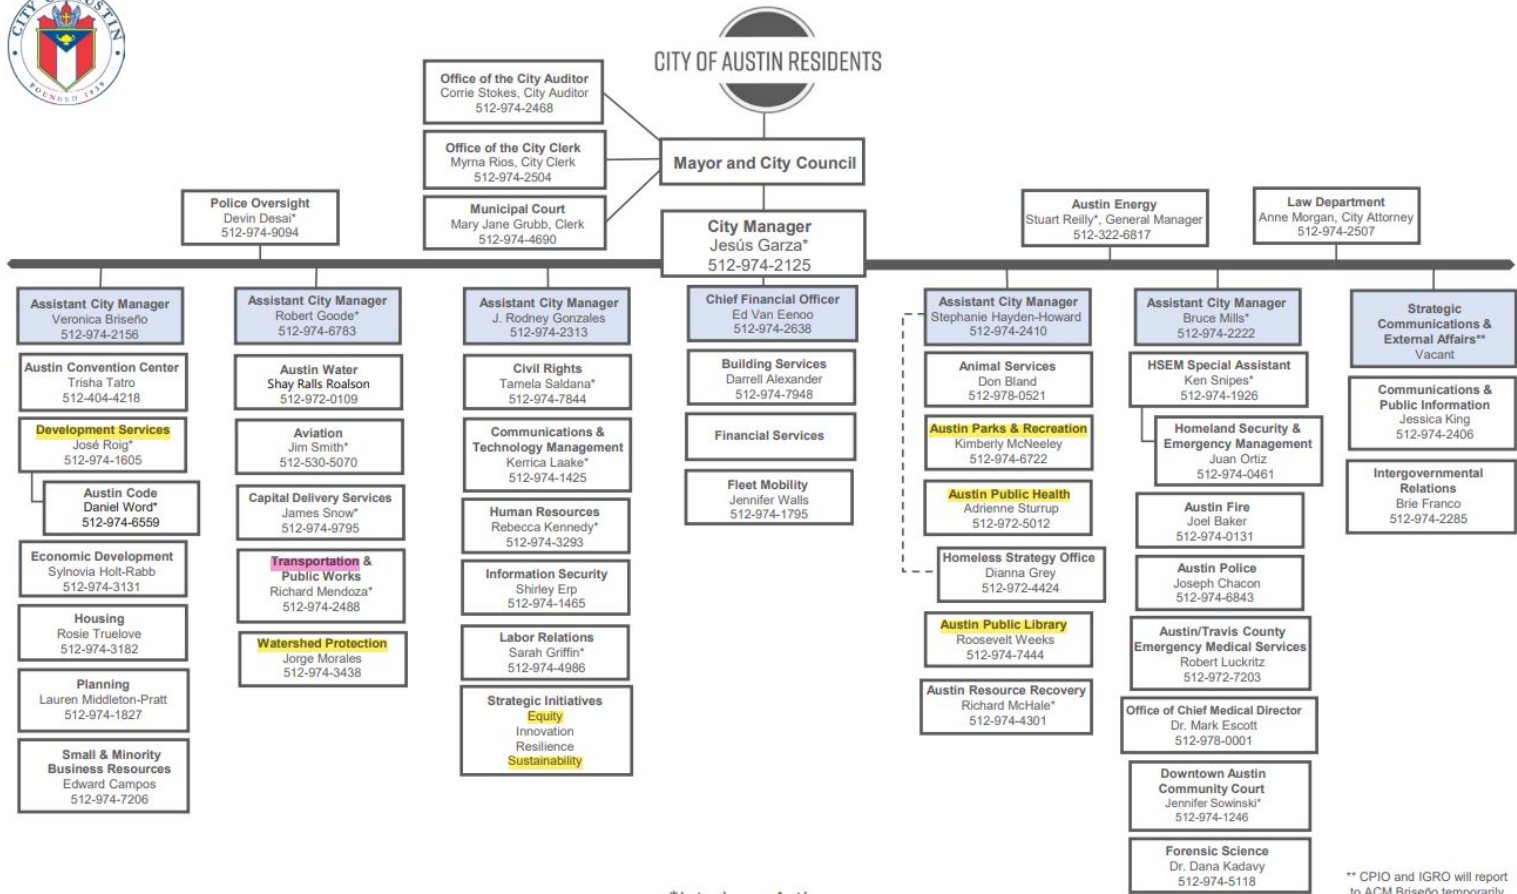 CITY OF AUSTIN
FOUNDED 1839
CITY OF AUSTIN RESIDENTS
Office of the City Auditor
Corrie Stokes, City Auditor
512-974-2468
Office of the City Clerk
Myrna Rios, City Clerk
512-974-2504
Municipal Court
Mary Jane Grubb, Clerk
512-974-4690
Mayor and City Council
Police Oversight
Devin Desai*
512-974-9094
City Manager
Jesús Garza*
512-974-2125
Austin Energy
Stuart Reilly*, General Manager
512-322-6817
Law Department
Anne Morgan, City Attorney
512-974-2507
Assistant City Manager
Veronica Briseño
512-974-2156
Austin Convention Center
Trisha Tatro
512-404-4218
Development Services
José Roig*
512-974-1605
Austin Code
Daniel Word*
512-974-6559
Economic Development
Sylnovia Holt-Rabb
512-974-3131
Housing
Rosie Truelove
512-974-3182
Planning
Lauren Middleton-Pratt
512-974-1827
Small & Minority
Business Resources
Edward Campos
512-974-7206
Assistant City Manager
Robert Goode*
512-974-6783
Austin Water
Shay Ralls Roalson
512-972-0109
Aviation
Jim Smith*
512-530-5070
Capital Delivery Services
James Snow*
512-974-9795
Transportation &
Public Works
Richard Mendoza*
512-974-2488
Watershed Protection
Jorge Morales
512-974-3438
Assistant City Manager
J. Rodney Gonzales
512-974-2313
Civil Rights
Tamela Saldana*
512-974-7844
Communications &
Technology Management
Kerrica Laake*
512-974-1425
Human Resources
Rebecca Kennedy*
512-974-3293
Information Security
Shirley Erp
512-974-1465
Labor Relations
Sarah Griffin*
512-974-4986
Strategic Initiatives
Equity
Innovation
Resilience
Sustainability
Chief Financial Officer
Ed Van Eenoo
512-974-2638
Building Services
Darrell Alexander
512-974-7948
Financial Services
Fleet Mobility
Jennifer Walls
512-974-1795
Assistant City Manager
Stephanie Hayden-Howard
512-974-2410
Animal Services
Don Bland
512-978-0521
Austin Parks & Recreation
Kimberly McNeeley
512-974-6722
Austin Public Health
Adrienne Sturrup
512-972-5012
Homeless Strategy Office
Dianna Grey
512-972-4424
Austin Public Library
Roosevelt Weeks
512-974-7444
Austin Resource Recovery
Richard McHale*
512-974-4301
Assistant City Manager
Bruce Mills*
512-974-2222
HSEM Special Assistant
Ken Snipes*
512-974-1926
Homeland Security &
Emergency Management
Juan Ortiz
512-974-0461
Austin Fire
Joel Baker
512-974-0131
Austin Police
Joseph Chacon
512-974-6843
Austin/Travis County
Emergency Medical Services
Robert Luckritz
512-972-7203
Office of Chief Medical Director
Dr. Mark Escott
512-978-0001
Downtown Austin
Community Court
Jennifer Sowinski*
512-974-1246
Forensic Science
Dr. Dana Kadavy
512-974-5118
Strategic
Communications &
External Affairs**
Vacant
Communications &
Public Information
Jessica King
512-974-2406
Intergovernmental
Relations
Brie Franco
512-974-2285
** CPIO and IGRO will report
to ACM Briseño temporarily